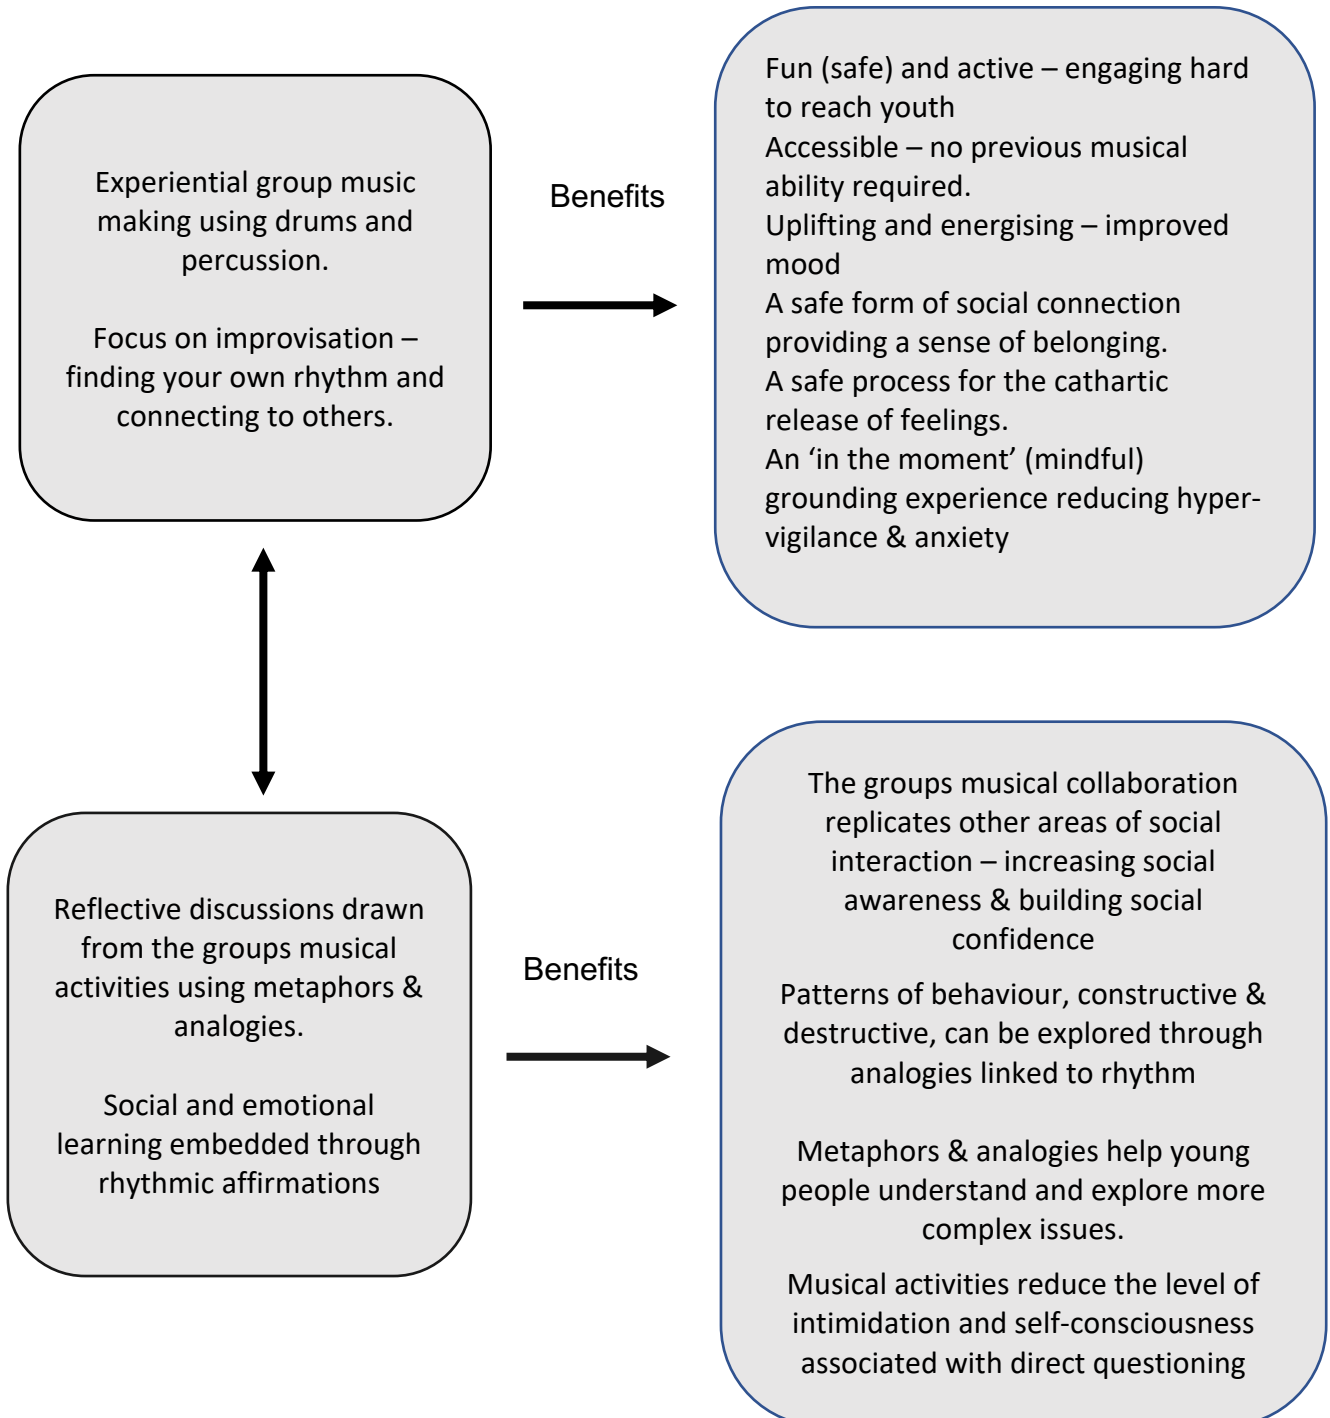 Experiential group music
making using drums and
percussion.
Focus on improvisation –
finding your own rhythm and
connecting to others.
Benefits
Fun (safe) and active – engaging hard
to reach youth
Accessible – no previous musical
ability required.
Uplifting and energising – improved
mood
A safe form of social connection
providing a sense of belonging.
A safe process for the cathartic
release of feelings.
An ‘in the moment’ (mindful)
grounding experience reducing hyper-
vigilance & anxiety
Reflective discussions drawn
from the groups musical
activities using metaphors &
analogies.
Social and emotional
learning embedded through
rhythmic affirmations
Benefits
The groups musical collaboration
replicates other areas of social
interaction – increasing social
awareness & building social
confidence
Patterns of behaviour, constructive &
destructive, can be explored through
analogies linked to rhythm
Metaphors & analogies help young
people understand and explore more
complex issues.
Musical activities reduce the level of
intimidation and self-consciousness
associated with direct questioning